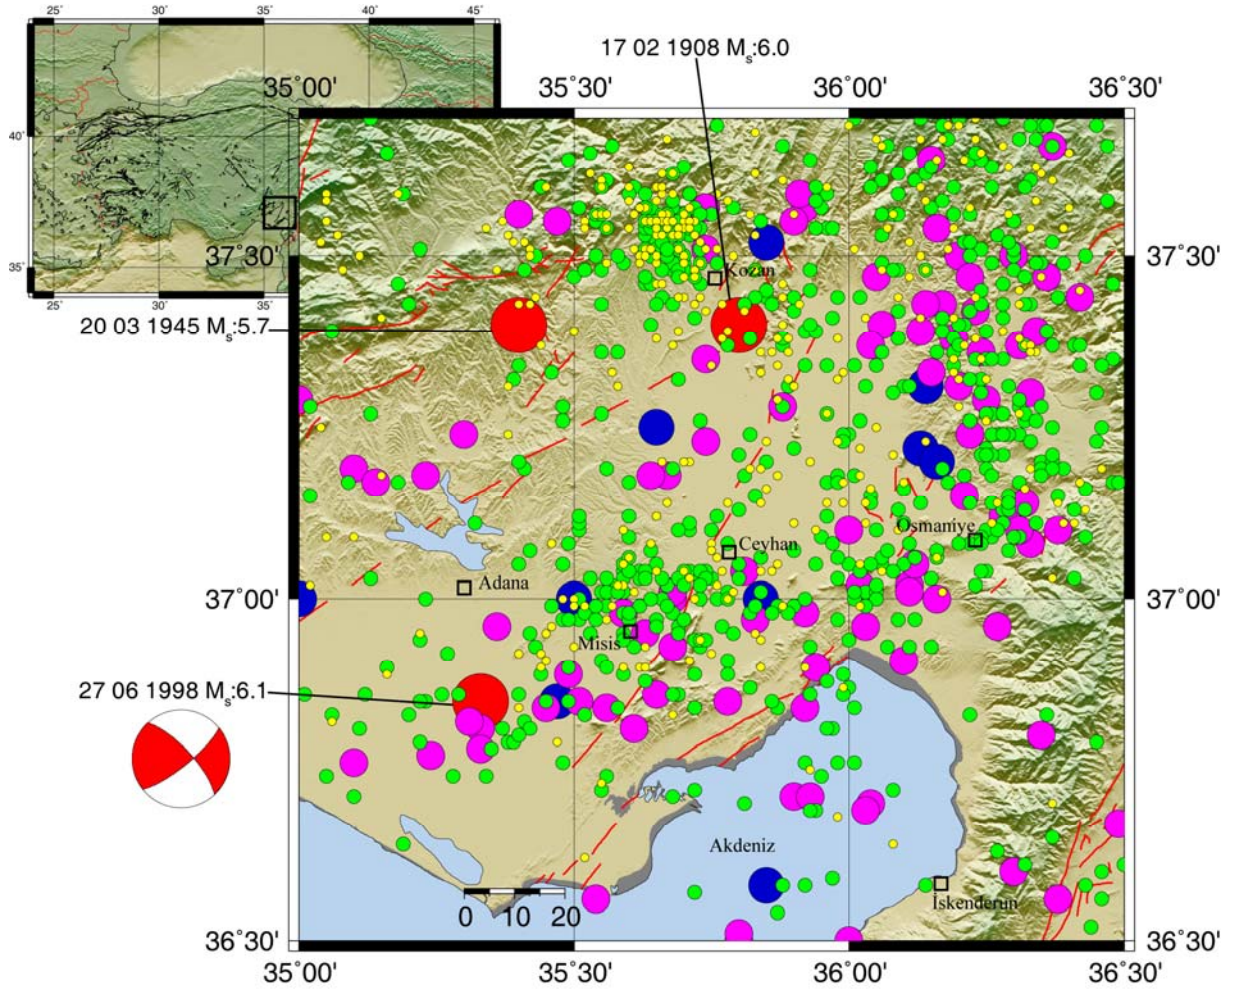 25' 30' 35' 40' 45'
17 02 1908 Ms:6.0
35°00' 35°30' 36°00' 36°30'
40'
37°30' 37°30'
35'
Kozan
25' 30' 35'
20 03 1945 Ms:5.7
Osmaniye
Ceyhan
Adana
37°00' 37°00'
Misis
27 06 1998 Ms:6.1
Akdeniz
İskenderun
0 10 20
36°30' 36°30'
35°00' 35°30' 36°00' 36°30'